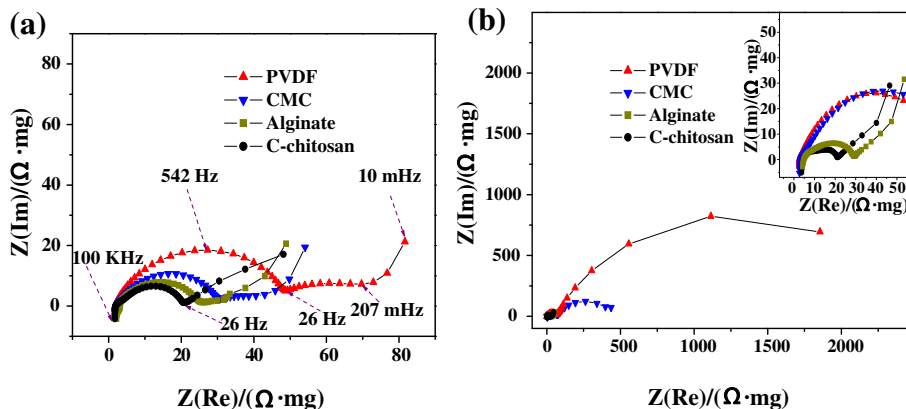 (a)
80
60
40
20
0
Z(Im)/(Ω·mg)
PVDF
CMC
Alginate
C-chitosan
542 Hz
10 mHz
100 KHz
26 Hz
26 Hz
207 mHz
0 20 40 60 80
Z(Re)/(Ω·mg)
(b)
2000
1500
1000
500
0
Z(Im)/(Ω·mg)
PVDF
CMC
Alginate
C-chitosan
50
40
30
20
10
0
Z(Im)/(Ω·mg)
0 10 20 30 40 50
Z(Re)/(Ω·mg)
0 500 1000 1500 2000
Z(Re)/(Ω·mg)